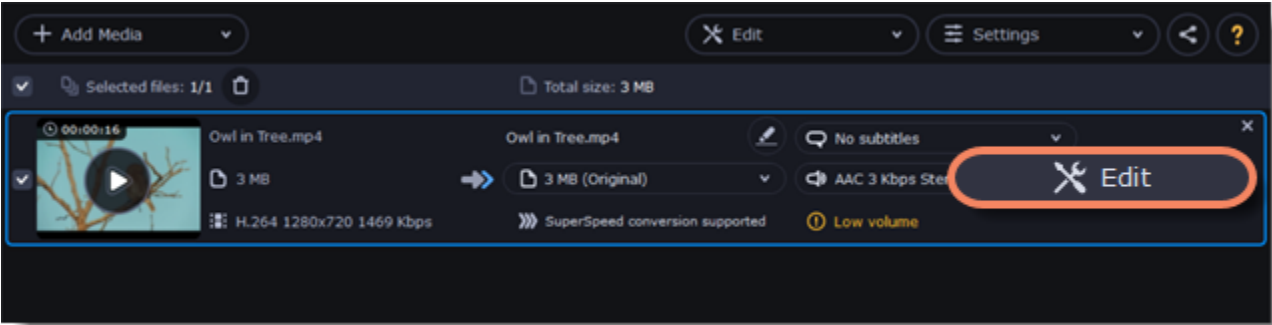 Add Media
Edit
Settings
?
Selected files: 1/1
Total size: 3 MB
00:00:16
Owl in Tree.mp4
Owl in Tree.mp4
No subtitles
3 MB
3 MB (Original)
AAC 3 Kbps
Edit
H.264 1280x720 1469 Kbps
SuperSpeed conversion supported
Low volume